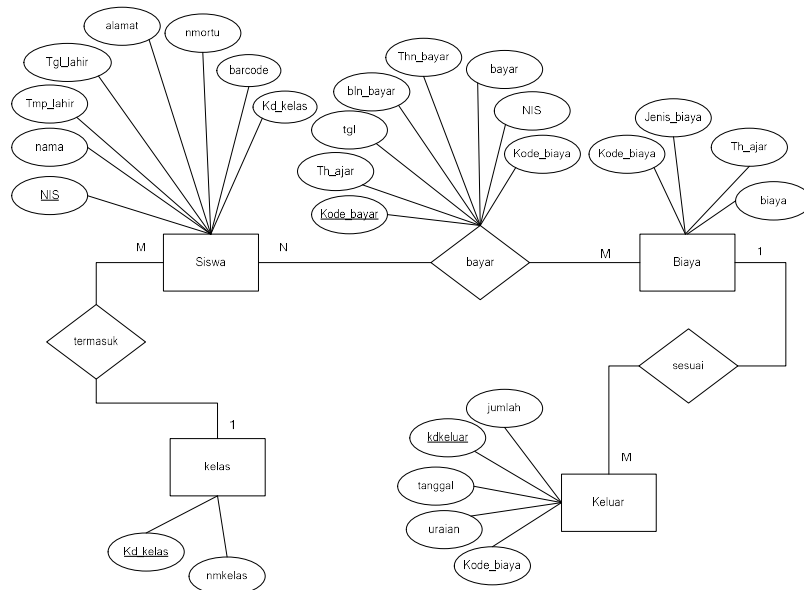 alamat
nmortu
Tgl_lahir
barcode
Tmp_lahir
Kd_kelas
nama
NIS
Thn_bayar
bayar
bln_bayar
NIS
tgl
Kode_biaya
Th_ajar
Kode_bayar
Jenis_biaya
Kode_biaya
Th_ajar
biaya
M
Siswa
N
bayar
M
Biaya
1
termasuk
sesuai
1
kelas
Kd_kelas
nmkelas
jumlah
kdkeluar
tanggal
uraian
Kode_biaya
M
Keluar